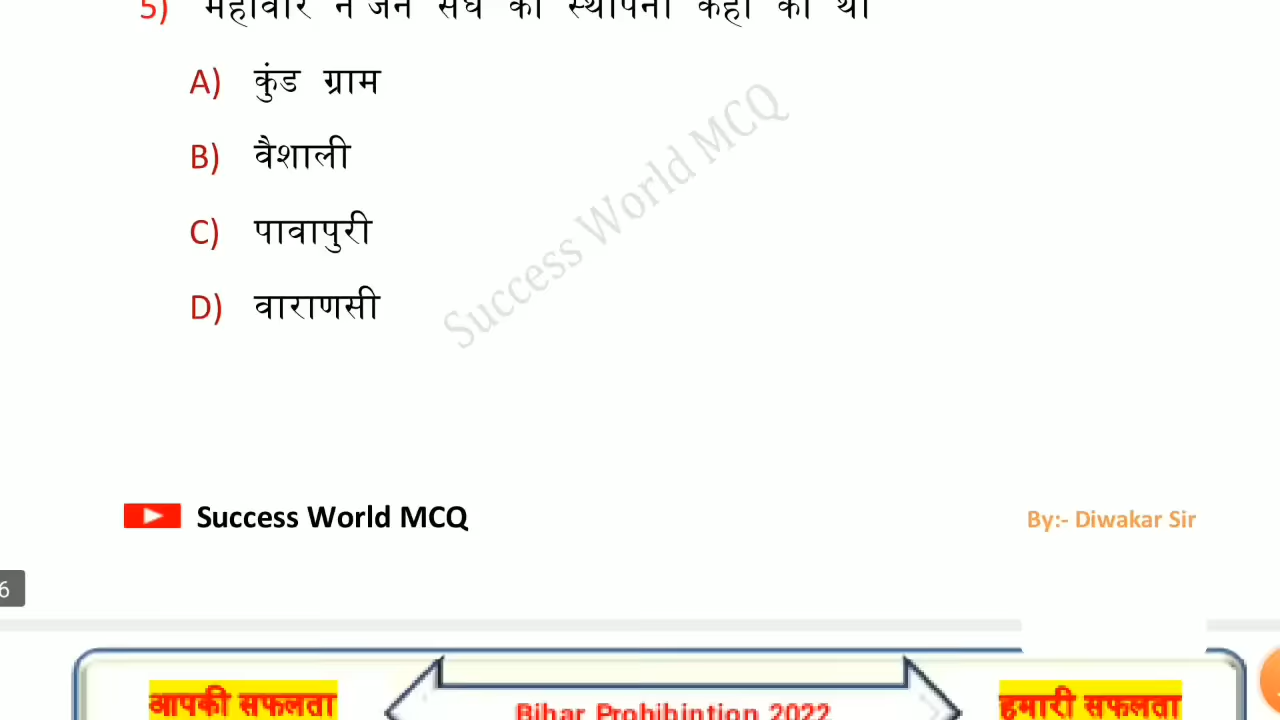 5) महावीर ने जैन संघ की स्थापना कहाँ की थी
A) कुंड ग्राम
B) वैशाली
C) पावापुरी
D) वाराणसी
Success World MCQ
Success World MCQ
By:- Diwakar Sir
6
आपकी सफलता
Bihar Prohibintion 2022
हमारी सफलता